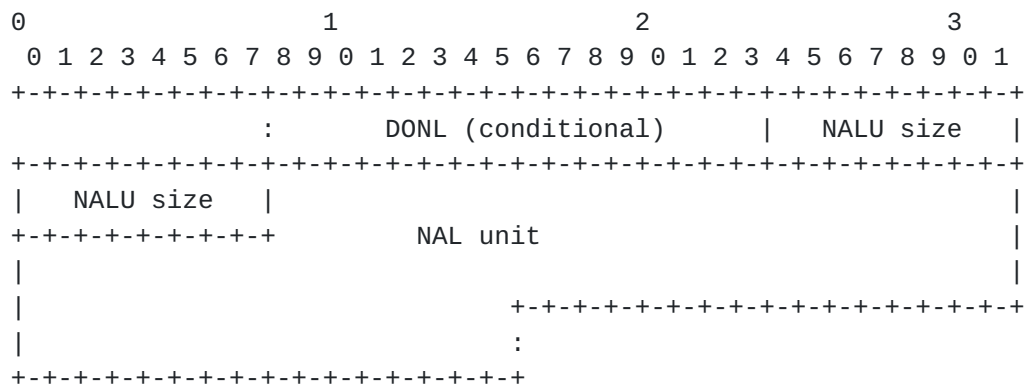 0                   1                   2                   3
 0 1 2 3 4 5 6 7 8 9 0 1 2 3 4 5 6 7 8 9 0 1 2 3 4 5 6 7 8 9 0 1
+-+-+-+-+-+-+-+-+-+-+-+-+-+-+-+-+-+-+-+-+-+-+-+-+-+-+-+-+-+-+-+-+
                :       DONL (conditional)      |   NALU size   |
+-+-+-+-+-+-+-+-+-+-+-+-+-+-+-+-+-+-+-+-+-+-+-+-+-+-+-+-+-+-+-+-+
|   NALU size   |                                               |
+-+-+-+-+-+-+-+-+         NAL unit                              |
|                                                               |
|                               +-+-+-+-+-+-+-+-+-+-+-+-+-+-+-+-+
|                               :
+-+-+-+-+-+-+-+-+-+-+-+-+-+-+-+-+